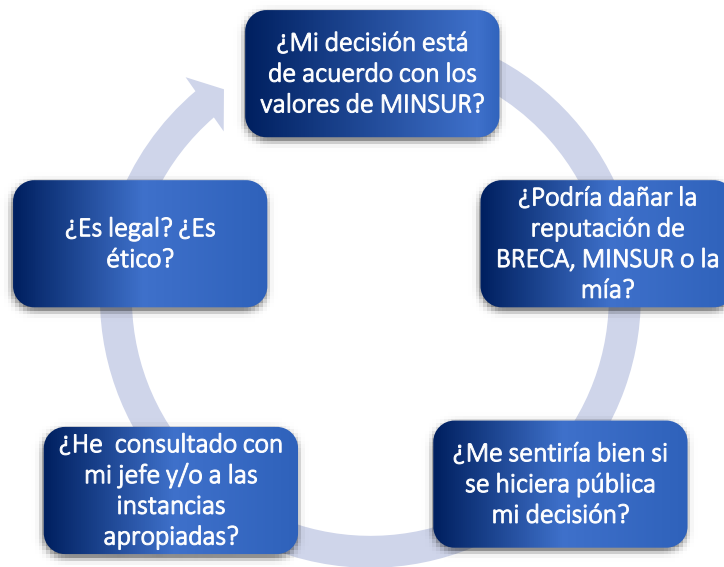 ¿Mi decisión está
de acuerdo con los
valores de MINSUR?
¿Podría dañar la
reputación de
BRECA, MINSUR o la
mía?
¿Me sentiría bien si
se hiciera pública
mi decisión?
¿He consultado con
mi jefe y/o a las
instancias
apropiadas?
¿Es legal? ¿Es
ético?